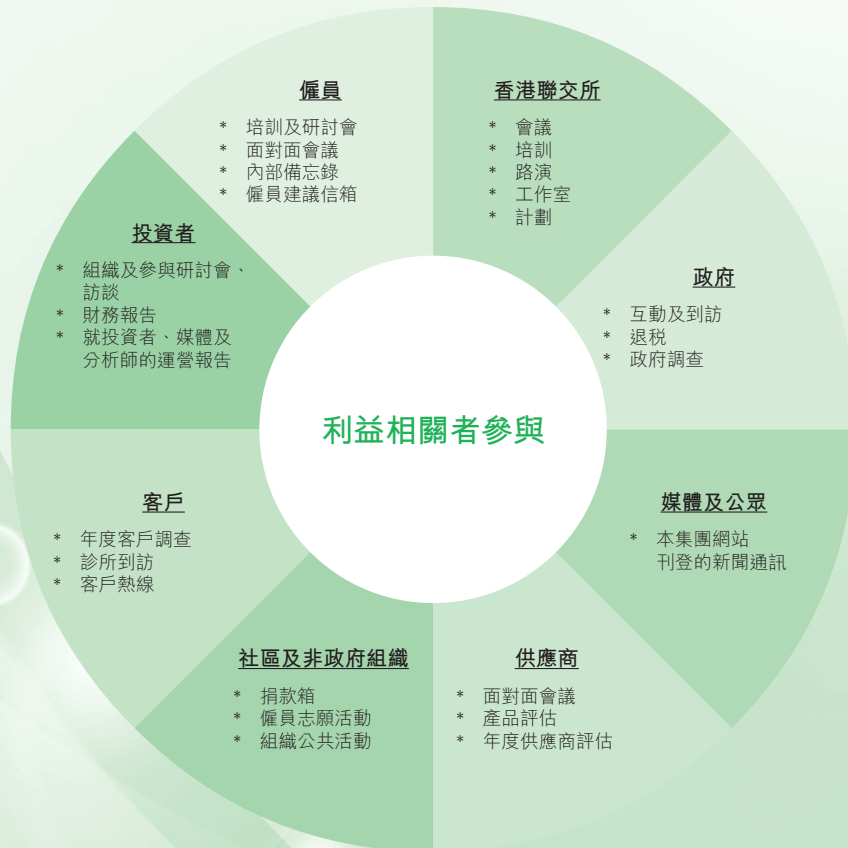 僱員
* 培訓及研討會
* 面對面會議
* 內部備忘錄
* 僱員建議信箱
香港聯交所
* 會議
* 培訓
* 路演
* 工作室
* 計劃
投資者
* 組織及參與研討會、
訪談
* 財務報告
* 就投資者、媒體及
分析師的運營報告
政府
* 互動及到訪
* 退税
* 政府調查
利益相關者參與
客戶
* 年度客戶調查
* 診所到訪
* 客戶熱線
媒體及公眾
* 本集團網站
刊登的新聞通訊
社區及非政府組織
* 捐款箱
* 僱員志願活動
* 組織公共活動
供應商
* 面對面會議
* 產品評估
* 年度供應商評估